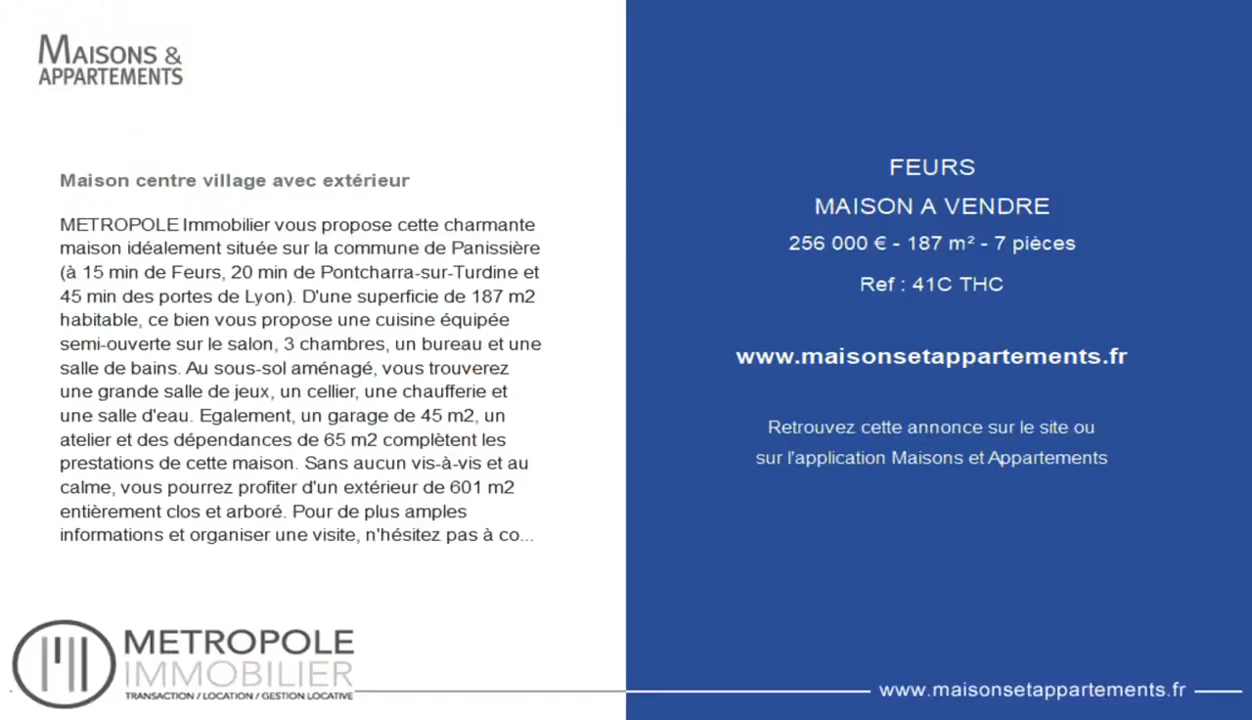 MAISONS &
APPARTEMENTS
Maison centre village avec extérieur
METROPOLE Immobilier vous propose cette charmante
maison idéalement située sur la commune de Panissière
(à 15 min de Feurs, 20 min de Pontcharra-sur-Turdine et
45 min des portes de Lyon). D'une superficie de 187 m2
habitable, ce bien vous propose une cuisine équipée
semi-ouverte sur le salon, 3 chambres, un bureau et une
salle de bains. Au sous-sol aménagé, vous trouverez
une grande salle de jeux, un cellier, une chaufferie et
une salle d'eau. Egalement, un garage de 45 m2, un
atelier et des dépendances de 65 m2 complètent les
prestations de cette maison. Sans aucun vis-à-vis et au
calme, vous pourrez profiter d'un extérieur de 601 m2
entièrement clos et arboré. Pour de plus amples
informations et organiser une visite, n'hésitez pas à co...
METROPOLE
IMMOBILIER
TRANSACTION / LOCATION / GESTION LOCATIVE
FEURS
MAISON A VENDRE
256 000 € - 187 m² - 7 pièces
Ref : 41C THC
www.maisonsetappartements.fr
Retrouvez cette annonce sur le site ou
sur l'application Maisons et Appartements
www.maisonsetappartements.fr